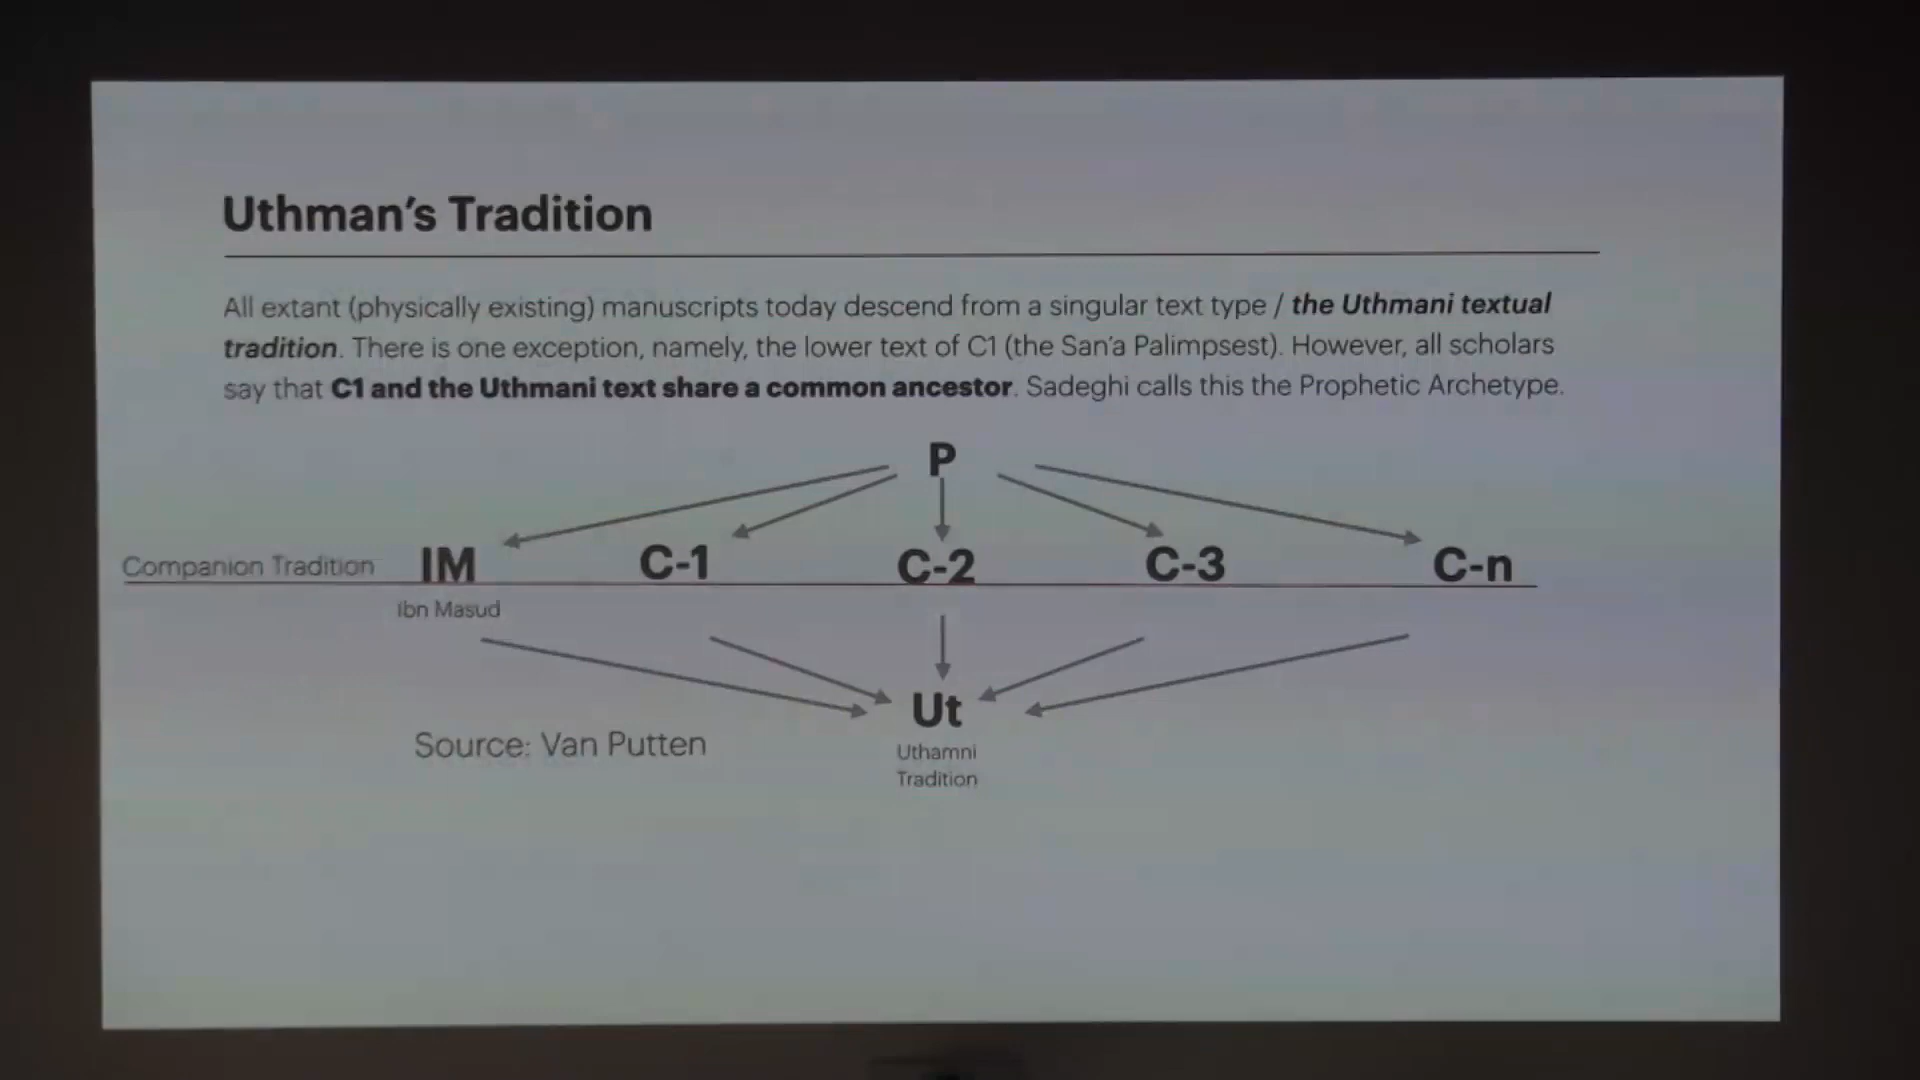 Uthman's Tradition
All extant (physically existing) manuscripts today descend from a singular text type / the Uthmani textual
tradition. There is one exception, namely, the lower text of C1 (the San'a Palimpsest). However, all scholars
say that C1 and the Uthmani text share a common ancestor. Sadeghi calls this the Prophetic Archetype.
P
Companion Tradition IM C-1 C-2 C-3 C-n
Ibn Masud
Ut
Source: Van Putten
Uthamni
Tradition